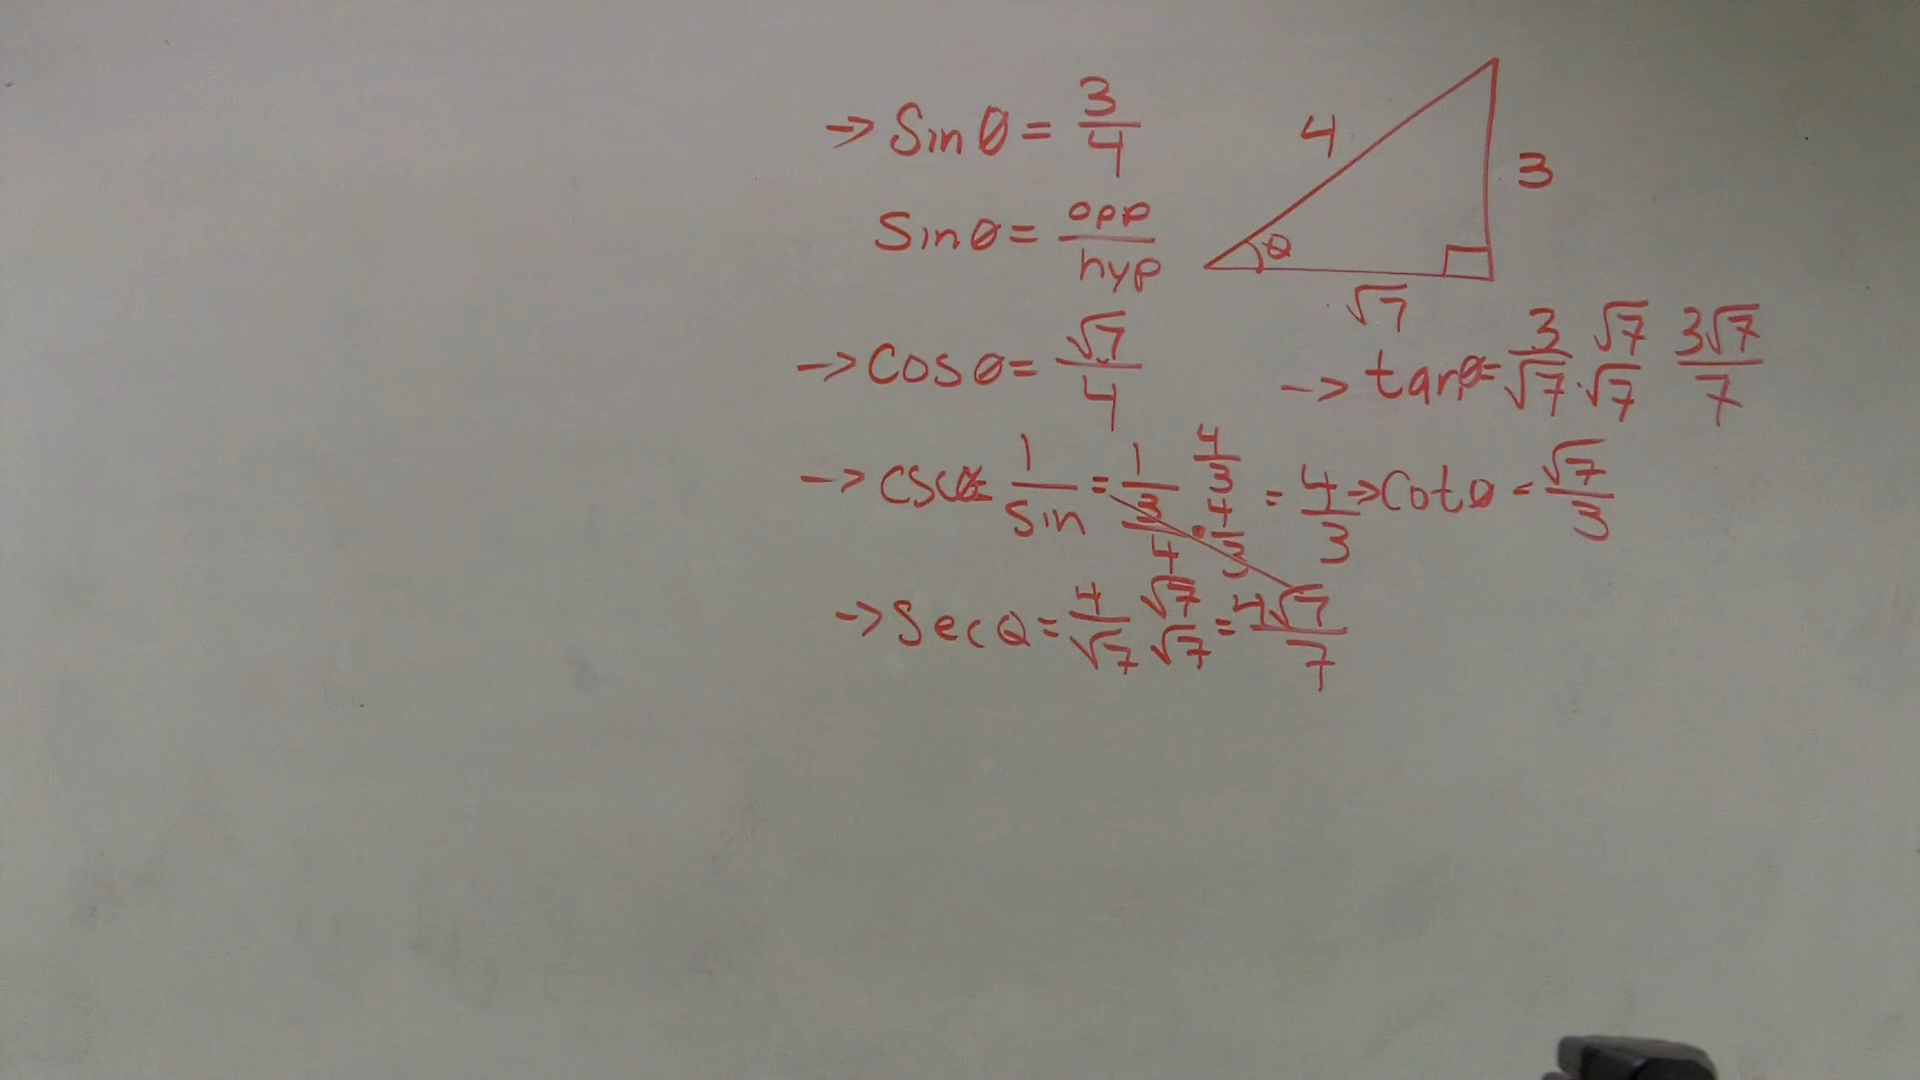 -> Sin θ = 3/4
4
3
Sin θ = opp/hyp
θ
√7
-> Cos θ = √7/4
-> tan θ = 3/√7 · √7/√7 3√7/7
-> csc θ = 1/sin = 1/(3/4) · (4/3)/(4/3) = 4/3 -> Cot θ = √7/3
-> Sec θ = 4/√7 √7/√7 = 4√7/7